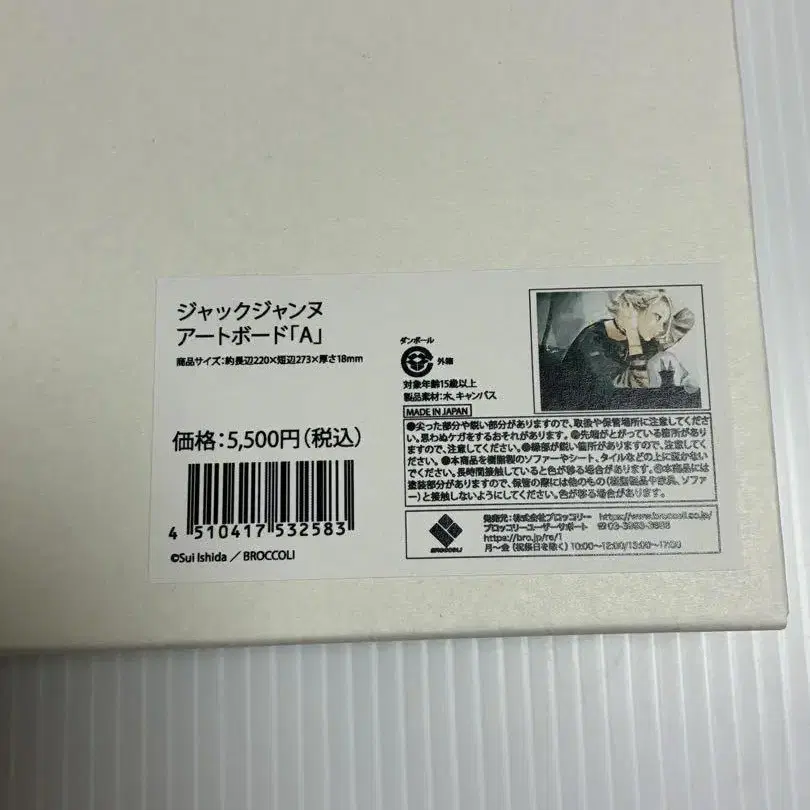 ジャックジャンヌ
アートボード「A」
商品サイズ:約長辺220×短辺273×厚さ18mm
価格:5,500円(税込)
4 510417 532583
©Sui Ishida / BROCCOLI
ダンボール
外箱
対象年齢15歳以上
製品素材:木、キャンバス
MADE IN JAPAN
●尖った部分や鋭い部分がありますので、取扱や保管場所に注意してくださ
い。思わぬケガをするおそれがあります。●先端がとがっている箇所があり
ますので、注意してください。●縁部が鋭い箇所がありますので、注意して
ください。●本商品を樹脂製のソファーやシート、タイルなどの上に置かない
でください。長時間接触していると色が移る場合があります。●本商品には
塗装部分がありますので、保管の際には他のもの(樹脂製品や家具、ソファ
ー)と接触しないようにしてください。色が移る場合があります。
BROCCOLI
発売元:株式会社ブロッコリー https://www.broccoli.co.jp/
ブロッコリーユーザーサポート
https://bro.jp/re/1
月～金(祝祭日を除く)10:00～12:00/13:00～17:00